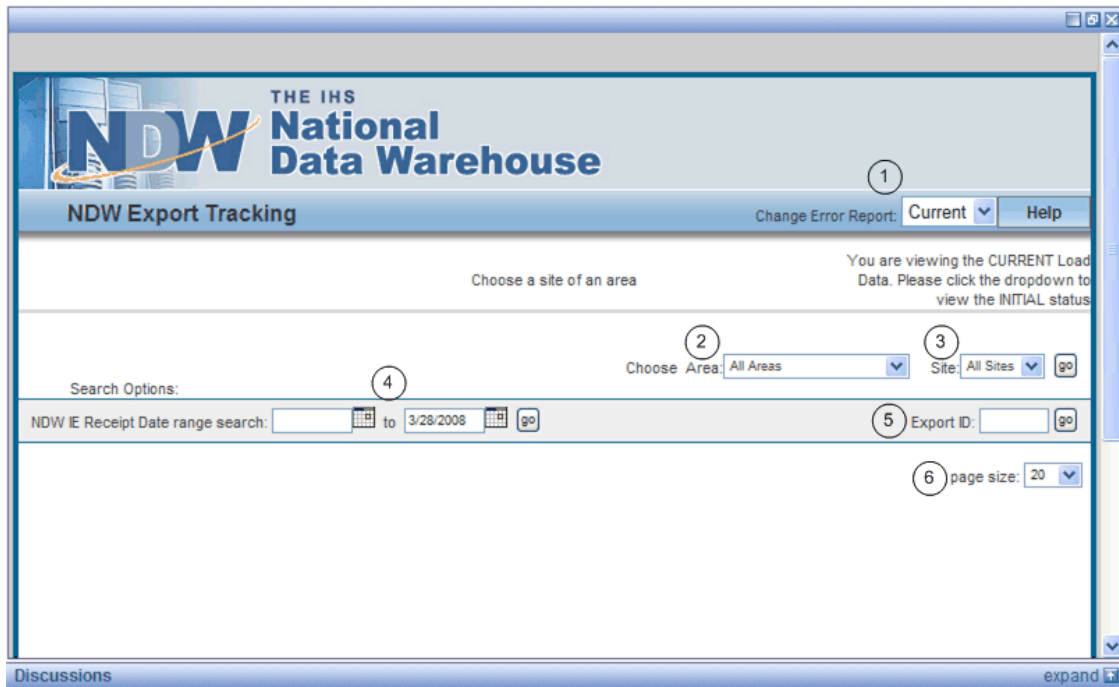 THE IHS
NDW National
Data Warehouse
1
NDW Export Tracking Change Error Report: Current Help
You are viewing the CURRENT Load
Choose a site of an area Data. Please click the dropdown to
view the INITIAL status
2 3
Choose Area: All Areas Site: All Sites go
Search Options: 4
NDW IE Receipt Date range search: to 3/28/2008 go 5 Export ID: go
6 page size: 20
Discussions expand